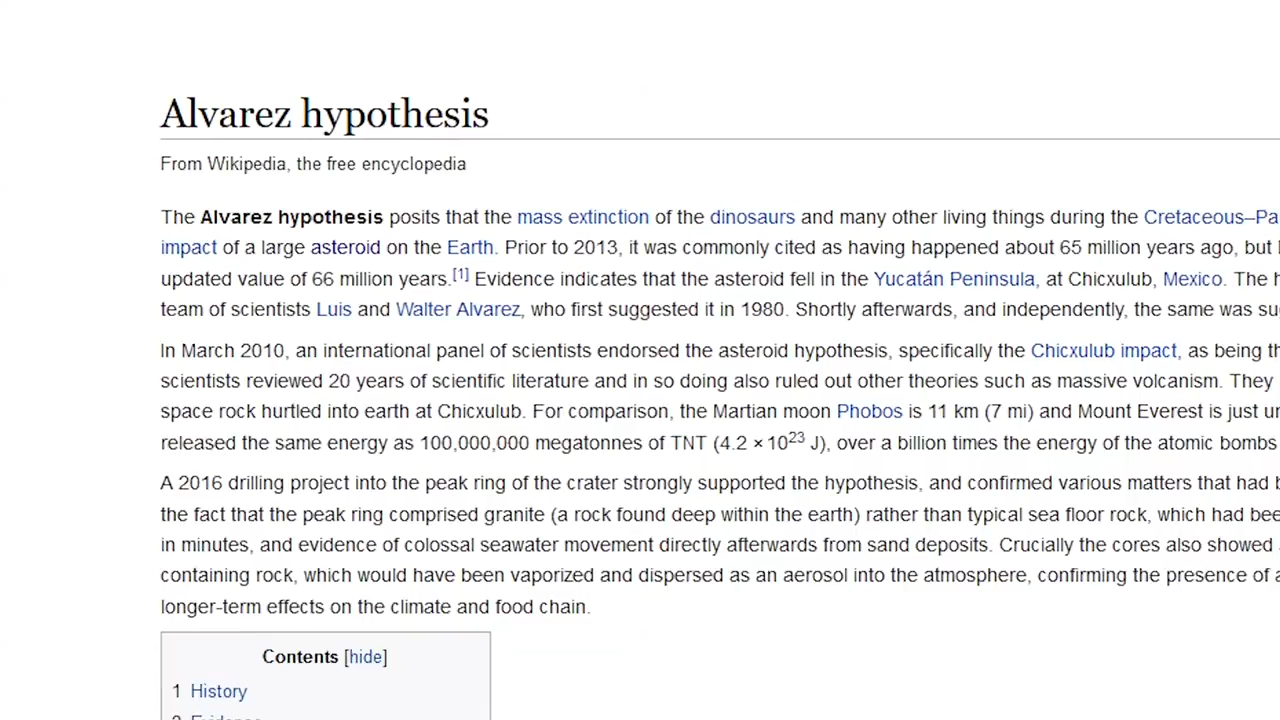 Alvarez hypothesis
From Wikipedia, the free encyclopedia
The Alvarez hypothesis posits that the mass extinction of the dinosaurs and many other living things during the Cretaceous–Pa
impact of a large asteroid on the Earth. Prior to 2013, it was commonly cited as having happened about 65 million years ago, but
updated value of 66 million years.[1] Evidence indicates that the asteroid fell in the Yucatán Peninsula, at Chicxulub, Mexico. The
team of scientists Luis and Walter Alvarez, who first suggested it in 1980. Shortly afterwards, and independently, the same was su
In March 2010, an international panel of scientists endorsed the asteroid hypothesis, specifically the Chicxulub impact, as being th
scientists reviewed 20 years of scientific literature and in so doing also ruled out other theories such as massive volcanism. They
space rock hurtled into earth at Chicxulub. For comparison, the Martian moon Phobos is 11 km (7 mi) and Mount Everest is just u
released the same energy as 100,000,000 megatonnes of TNT (4.2 × 10²³ J), over a billion times the energy of the atomic bombs
A 2016 drilling project into the peak ring of the crater strongly supported the hypothesis, and confirmed various matters that had b
the fact that the peak ring comprised granite (a rock found deep within the earth) rather than typical sea floor rock, which had bee
in minutes, and evidence of colossal seawater movement directly afterwards from sand deposits. Crucially the cores also showed
containing rock, which would have been vaporized and dispersed as an aerosol into the atmosphere, confirming the presence of a
longer-term effects on the climate and food chain.
Contents [hide]
1 History